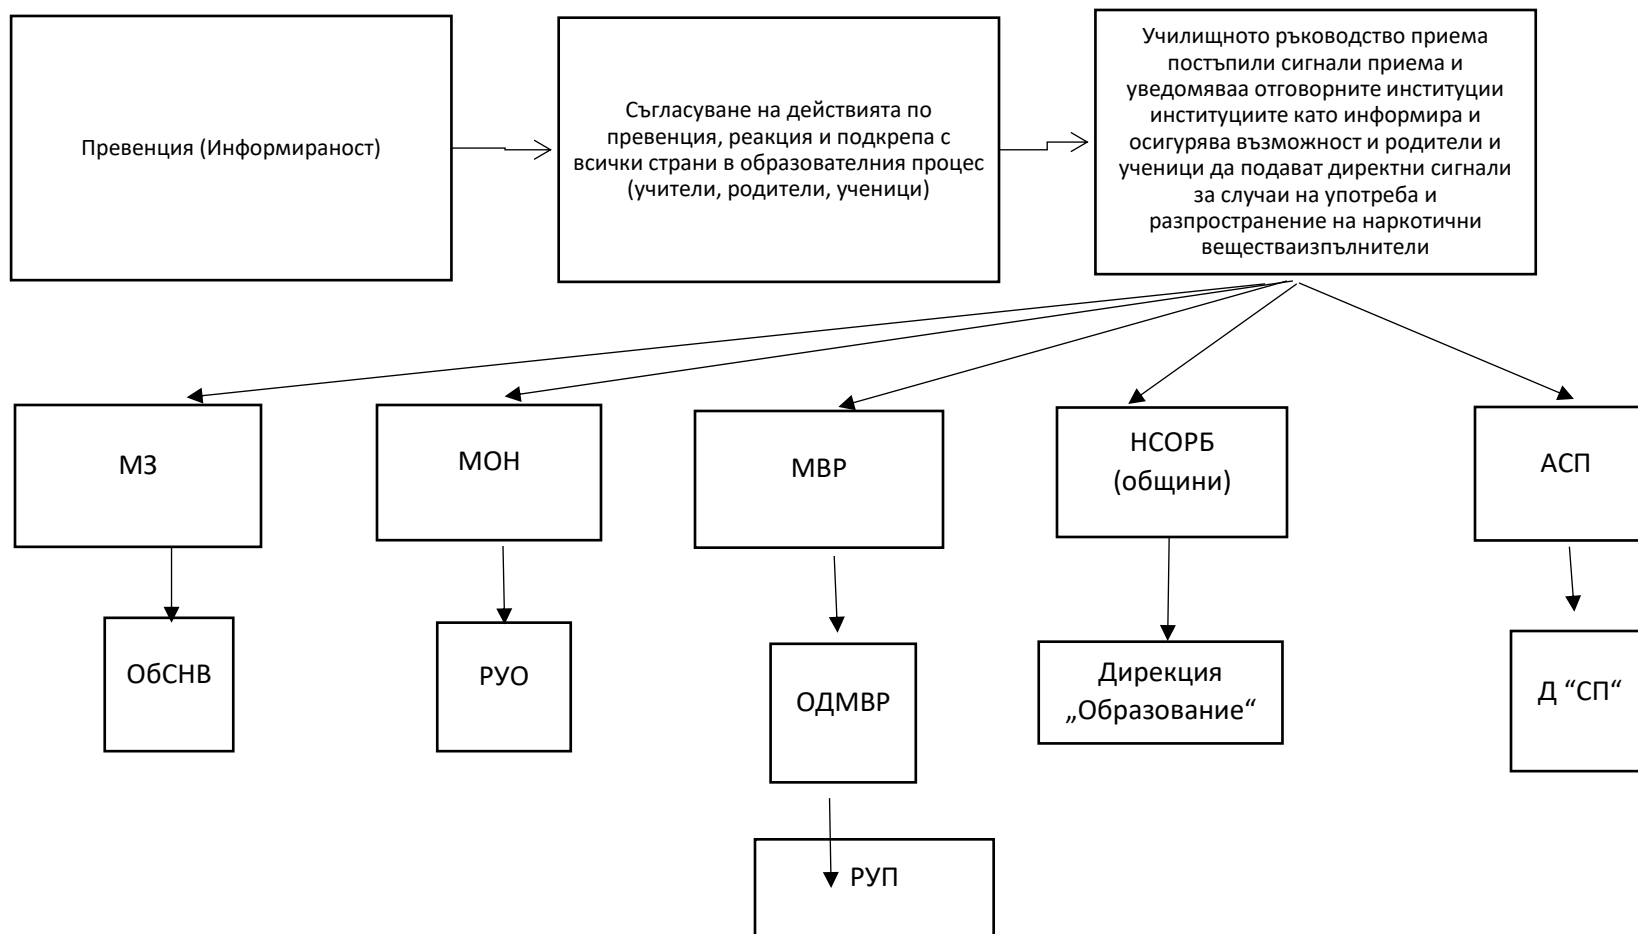 Превенция (Информираност)
Съгласуване на действията по
превенция, реакция и подкрепа с
всички страни в образователния процес
(учители, родители, ученици)
Училищното ръководство приема
постъпили сигнали приема и
уведомяваа отговорните институции
институциите като информира и
осигурява възможност и родители и
ученици да подават директни сигнали
за случаи на употреба и
разпространение на наркотични
веществаизпълнители
МЗ
МОН
МВР
НСОРБ
(общини)
АСП
ОбСНВ
РУО
ОДМВР
Дирекция
„Образование“
Д “СП“
РУП